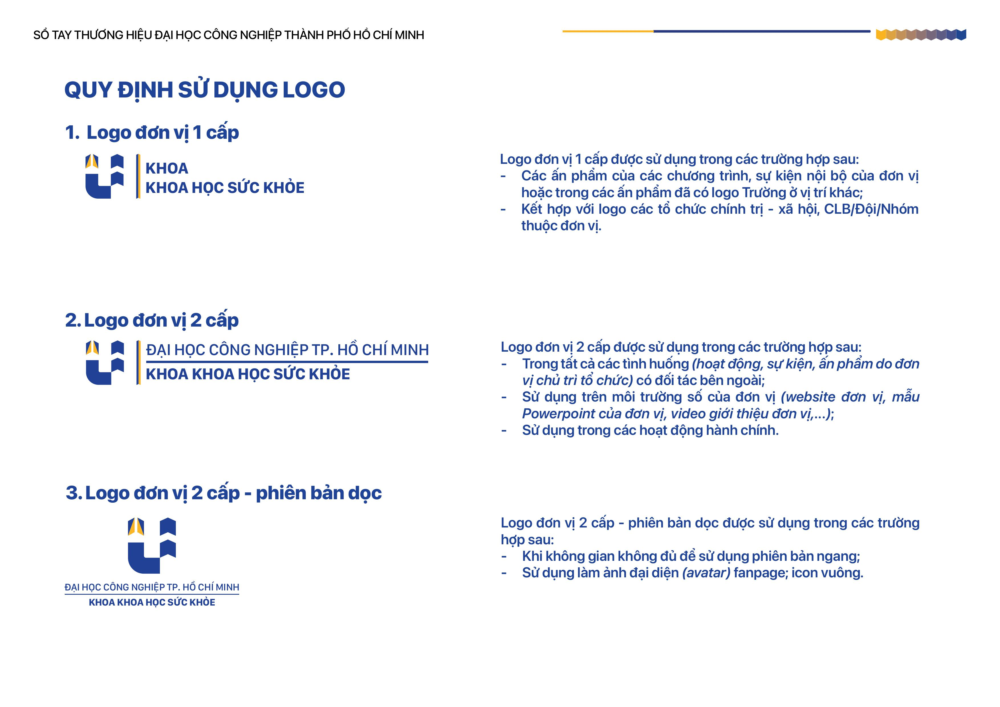 SỔ TAY THƯƠNG HIỆU ĐẠI HỌC CÔNG NGHIỆP THÀNH PHỐ HỒ CHÍ MINH
QUY ĐỊNH SỬ DỤNG LOGO
1. Logo đơn vị 1 cấp
KHOA
KHOA HỌC SỨC KHỎE
Logo đơn vị 1 cấp được sử dụng trong các trường hợp sau:
- Các ấn phẩm của các chương trình, sự kiện nội bộ của đơn vị
hoặc trong các ấn phẩm đã có logo Trường ở vị trí khác;
- Kết hợp với logo các tổ chức chính trị - xã hội, CLB/Đội/Nhóm
thuộc đơn vị.
2. Logo đơn vị 2 cấp
ĐẠI HỌC CÔNG NGHIỆP TP. HỒ CHÍ MINH
KHOA KHOA HỌC SỨC KHỎE
Logo đơn vị 2 cấp được sử dụng trong các trường hợp sau:
- Trong tất cả các tình huống (hoạt động, sự kiện, ấn phẩm do đơn
vị chủ trì tổ chức) có đối tác bên ngoài;
- Sử dụng trên môi trường số của đơn vị (website đơn vị, mẫu
Powerpoint của đơn vị, video giới thiệu đơn vị,...);
- Sử dụng trong các hoạt động hành chính.
3. Logo đơn vị 2 cấp - phiên bản dọc
ĐẠI HỌC CÔNG NGHIỆP TP. HỒ CHÍ MINH
KHOA KHOA HỌC SỨC KHỎE
Logo đơn vị 2 cấp - phiên bản dọc được sử dụng trong các trường
hợp sau:
- Khi không gian không đủ để sử dụng phiên bản ngang;
- Sử dụng làm ảnh đại diện (avatar) fanpage; icon vuông.